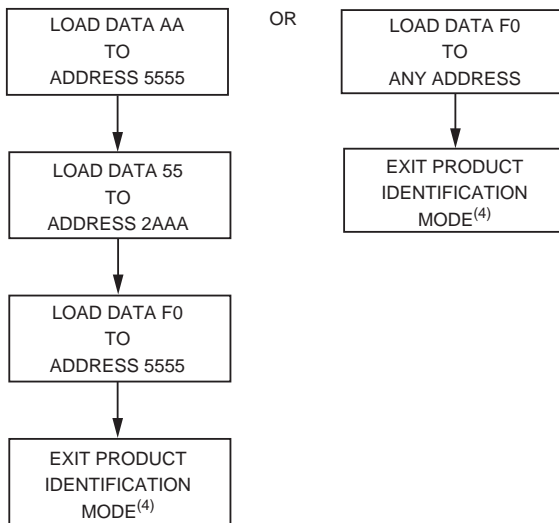 LOAD DATA AA
TO
ADDRESS 5555
LOAD DATA 55
TO
ADDRESS 2AAA
LOAD DATA F0
TO
ADDRESS 5555
EXIT PRODUCT
IDENTIFICATION
MODE(4)
OR
LOAD DATA F0
TO
ANY ADDRESS
EXIT PRODUCT
IDENTIFICATION
MODE(4)